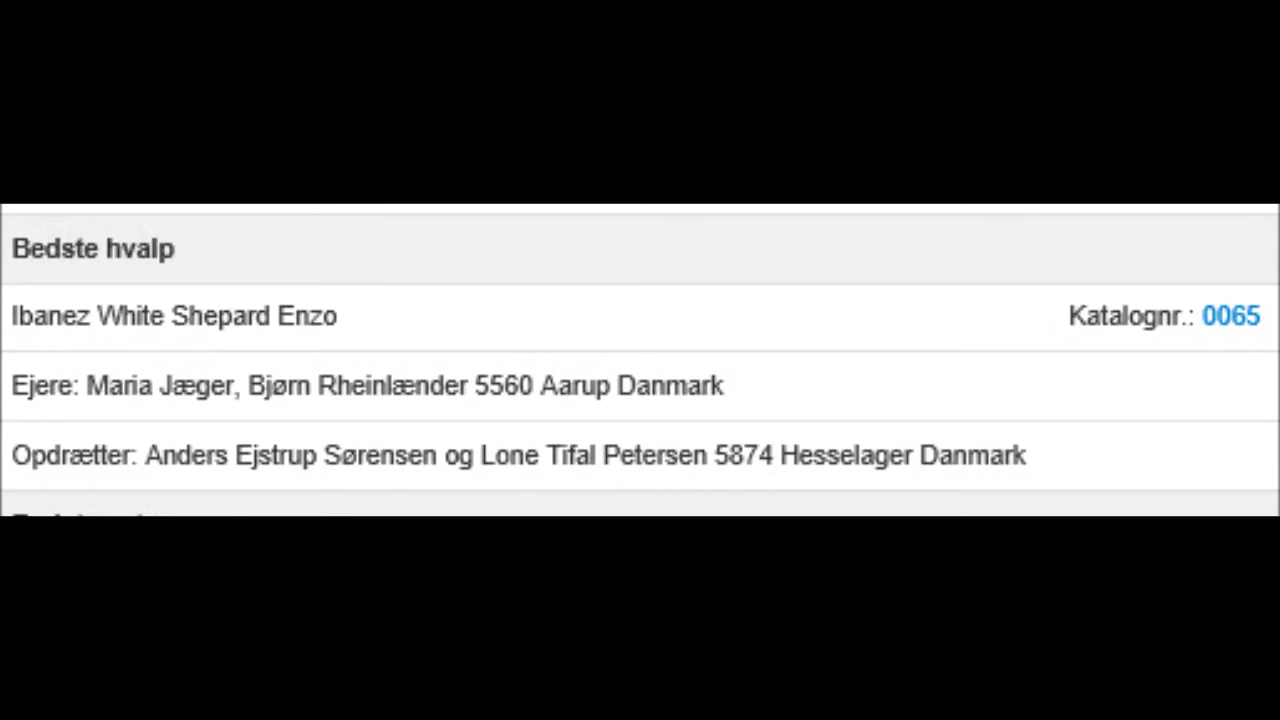 Bedste hvalp
Ibanez White Shepard Enzo Katalognr.: 0065
Ejere: Maria Jæger, Bjørn Rheinlænder 5560 Aarup Danmark
Opdrætter: Anders Ejstrup Sørensen og Lone Tifal Petersen 5874 Hesselager Danmark